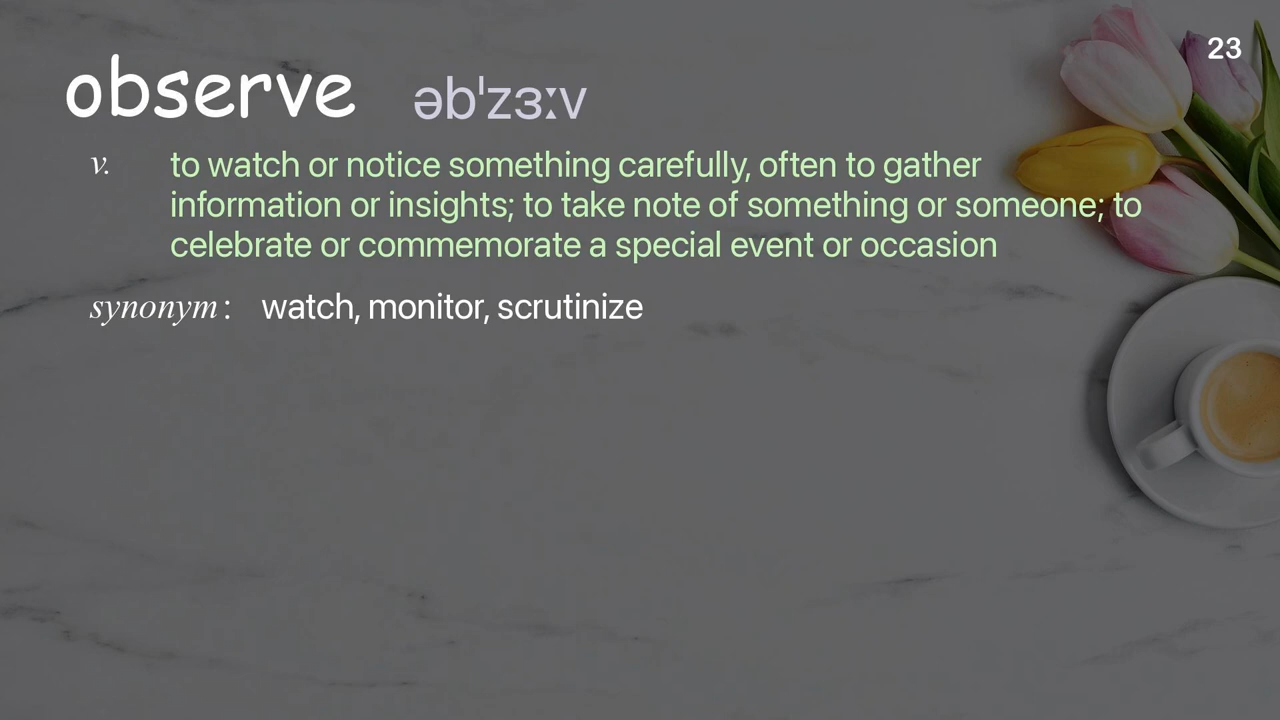 23
observe əbˈzɜːv
v. to watch or notice something carefully, often to gather
information or insights; to take note of something or someone; to
celebrate or commemorate a special event or occasion
synonym: watch, monitor, scrutinize